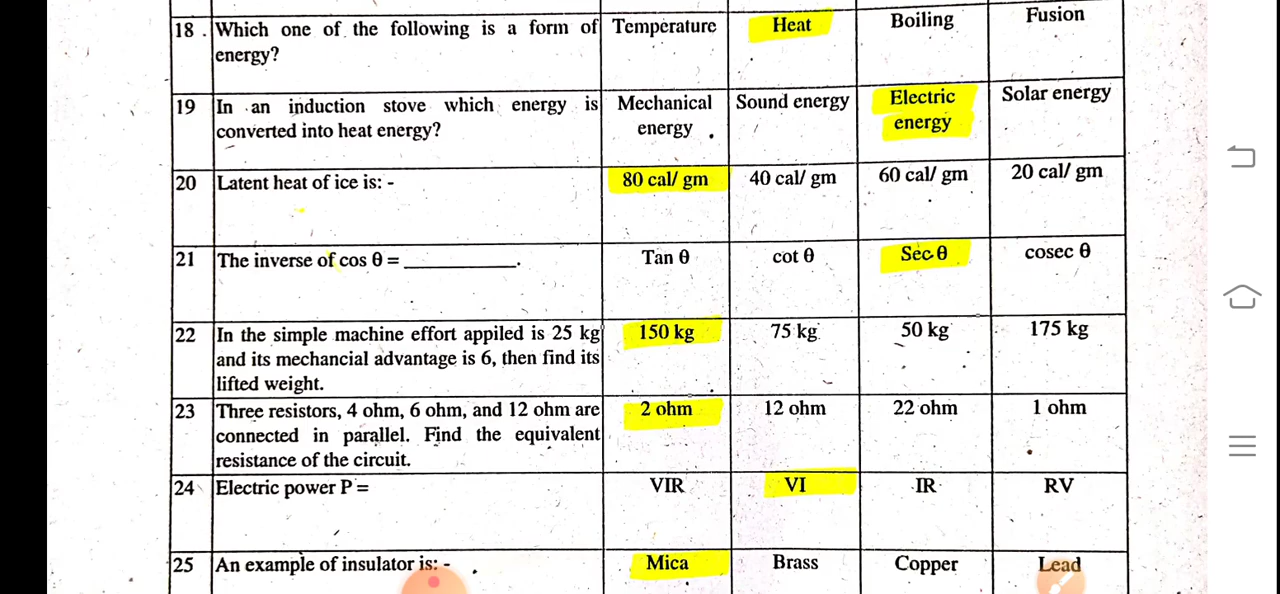 18 . Which one of the following is a form of Temperature Heat Boiling Fusion
energy?
19 In an induction stove which energy is Mechanical Sound energy Electric Solar energy
converted into heat energy? energy energy
20 Latent heat of ice is: - 80 cal/ gm 40 cal/ gm 60 cal/ gm 20 cal/ gm
21 The inverse of cos θ = __________. Tan θ cot θ Sec θ cosec θ
22 In the simple machine effort appiled is 25 kg 150 kg 75 kg 50 kg 175 kg
and its mechancial advantage is 6, then find its
lifted weight.
23 Three resistors, 4 ohm, 6 ohm, and 12 ohm are 2 ohm 12 ohm 22 ohm 1 ohm
connected in parallel. Find the equivalent
resistance of the circuit.
24 Electric power P = VIR VI IR RV
25 An example of insulator is: - Mica Brass Copper Lead